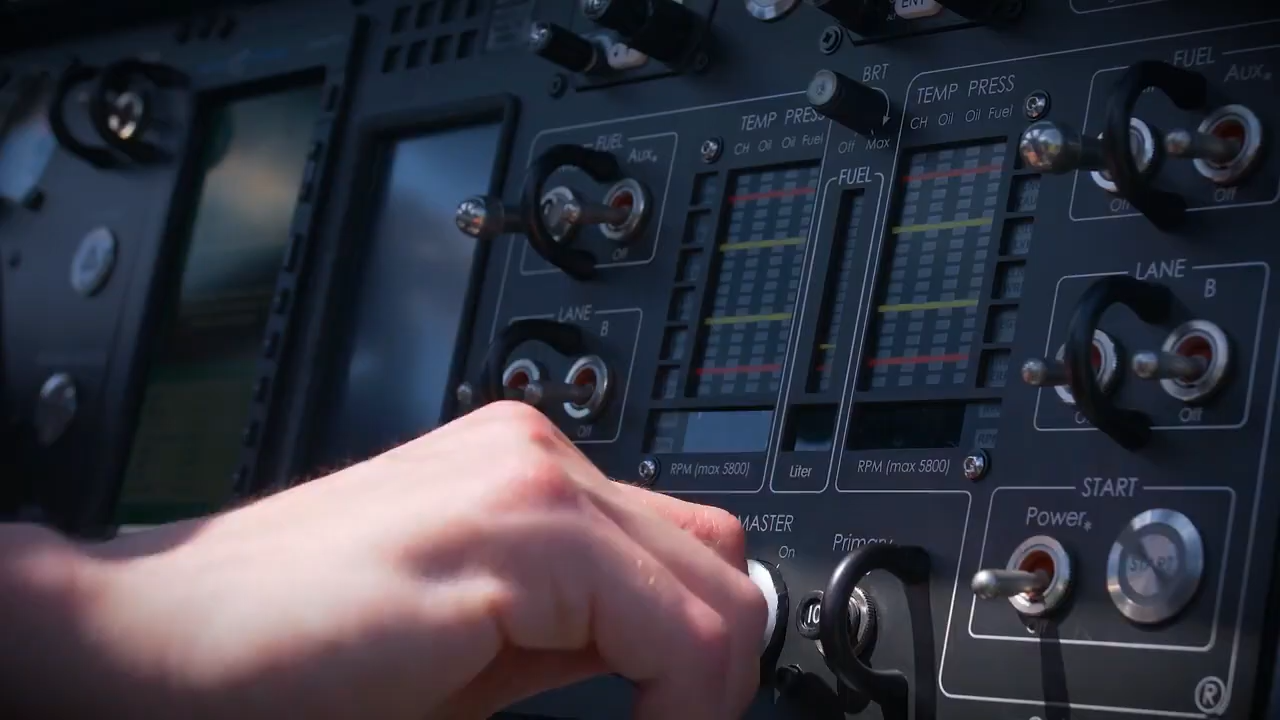 ENT
BRT
Off Max
FUEL
Aux*
Off
LANE
B
Off
TEMP PRESS
CH Oil Oil Fuel
RPM (max 5800)
FUEL
Liter
TEMP PRESS
CH Oil Oil Fuel
RPM (max 5800)
FUEL
Aux*
Off Off
LANE
B
Off
MASTER
On
Primary
START
Power*
START
®